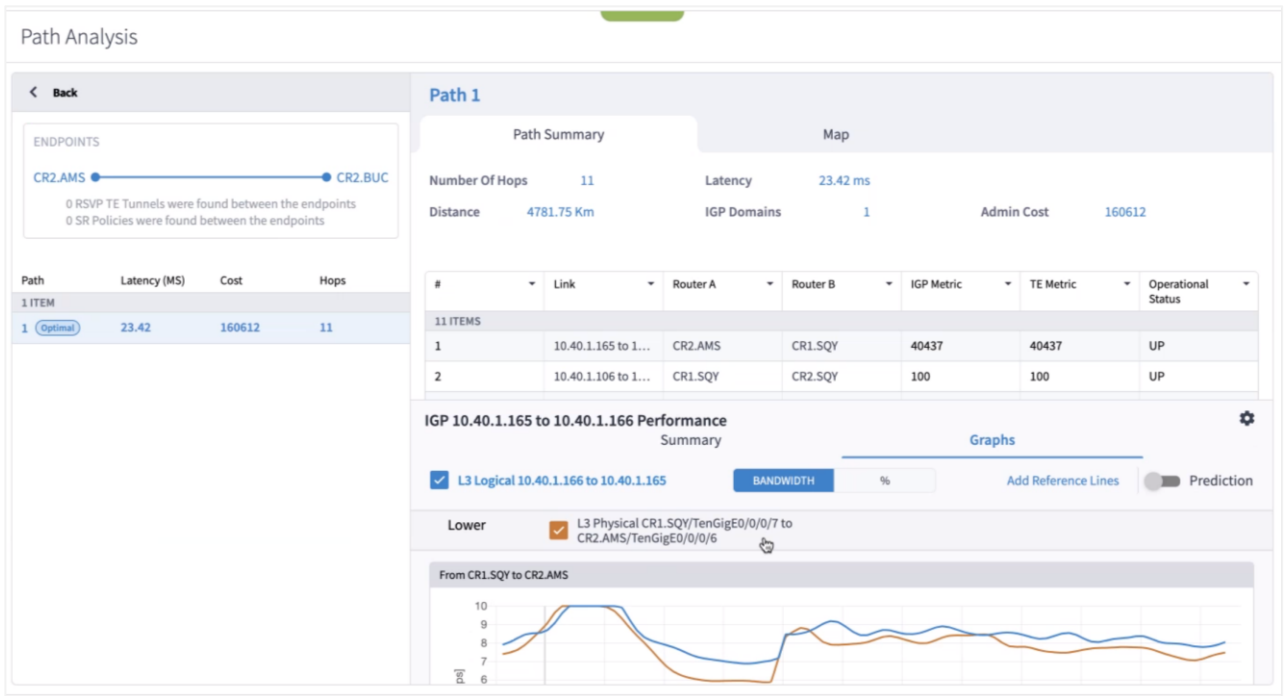 Path Analysis
Back
ENDPOINTS
CR2.AMS CR2.BUC
0 RSVP TE Tunnels were found between the endpoints
0 SR Policies were found between the endpoints
Path Latency (MS) Cost Hops
1 ITEM
1 Optimal 23.42 160612 11
Path 1
Path Summary Map
Number Of Hops 11 Latency 23.42 ms
Distance 4781.75 Km IGP Domains 1 Admin Cost 160612
# Link Router A Router B IGP Metric TE Metric Operational
Status
11 ITEMS
1 10.40.1.165 to 1... CR2.AMS CR1.SQY 40437 40437 UP
2 10.40.1.106 to 1... CR1.SQY CR2.SQY 100 100 UP
IGP 10.40.1.165 to 10.40.1.166 Performance
Summary Graphs
L3 Logical 10.40.1.166 to 10.40.1.165 BANDWIDTH % Add Reference Lines Prediction
Lower L3 Physical CR1.SQY/TenGigE0/0/0/7 to
CR2.AMS/TenGigE0/0/0/6
From CR1.SQY to CR2.AMS
10
9
8
7
6
ps]